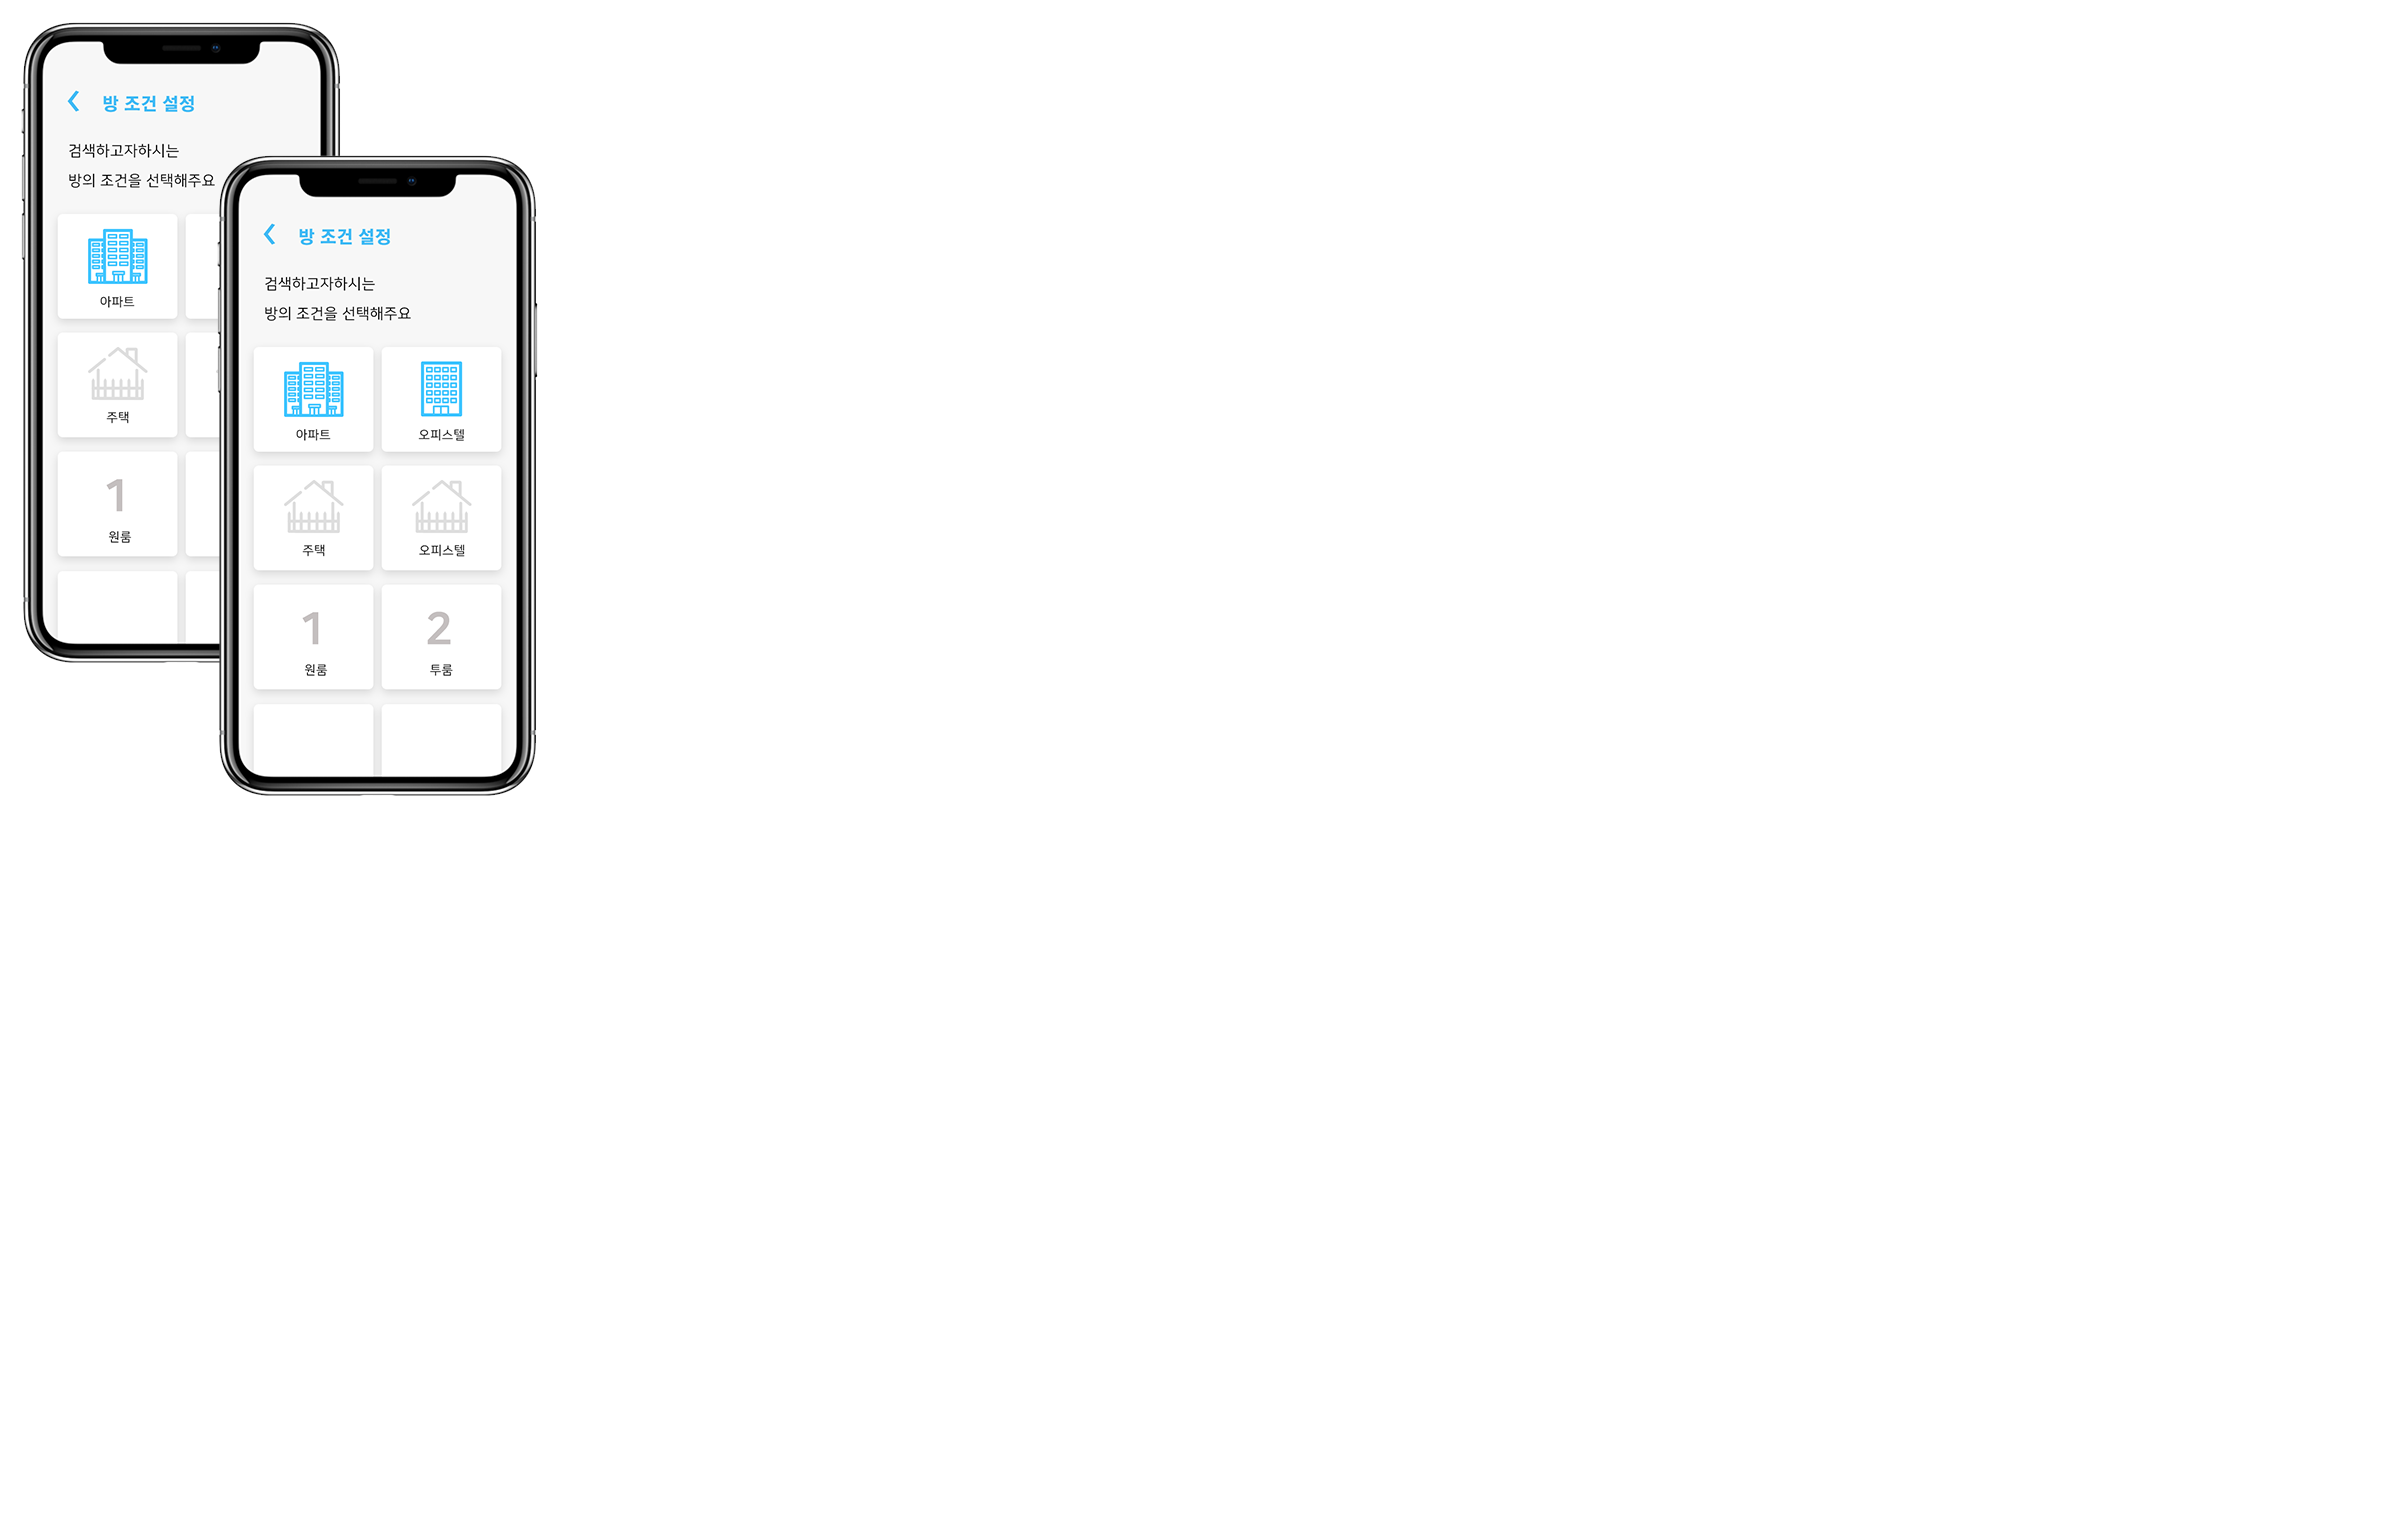 방 조건 설정
검색하고자하시는
방의 조건을 선택해주요
아파트
주택
1
원룸
방 조건 설정
검색하고자하시는
방의 조건을 선택해주요
아파트
오피스텔
주택
오피스텔
1
2
원룸
투룸